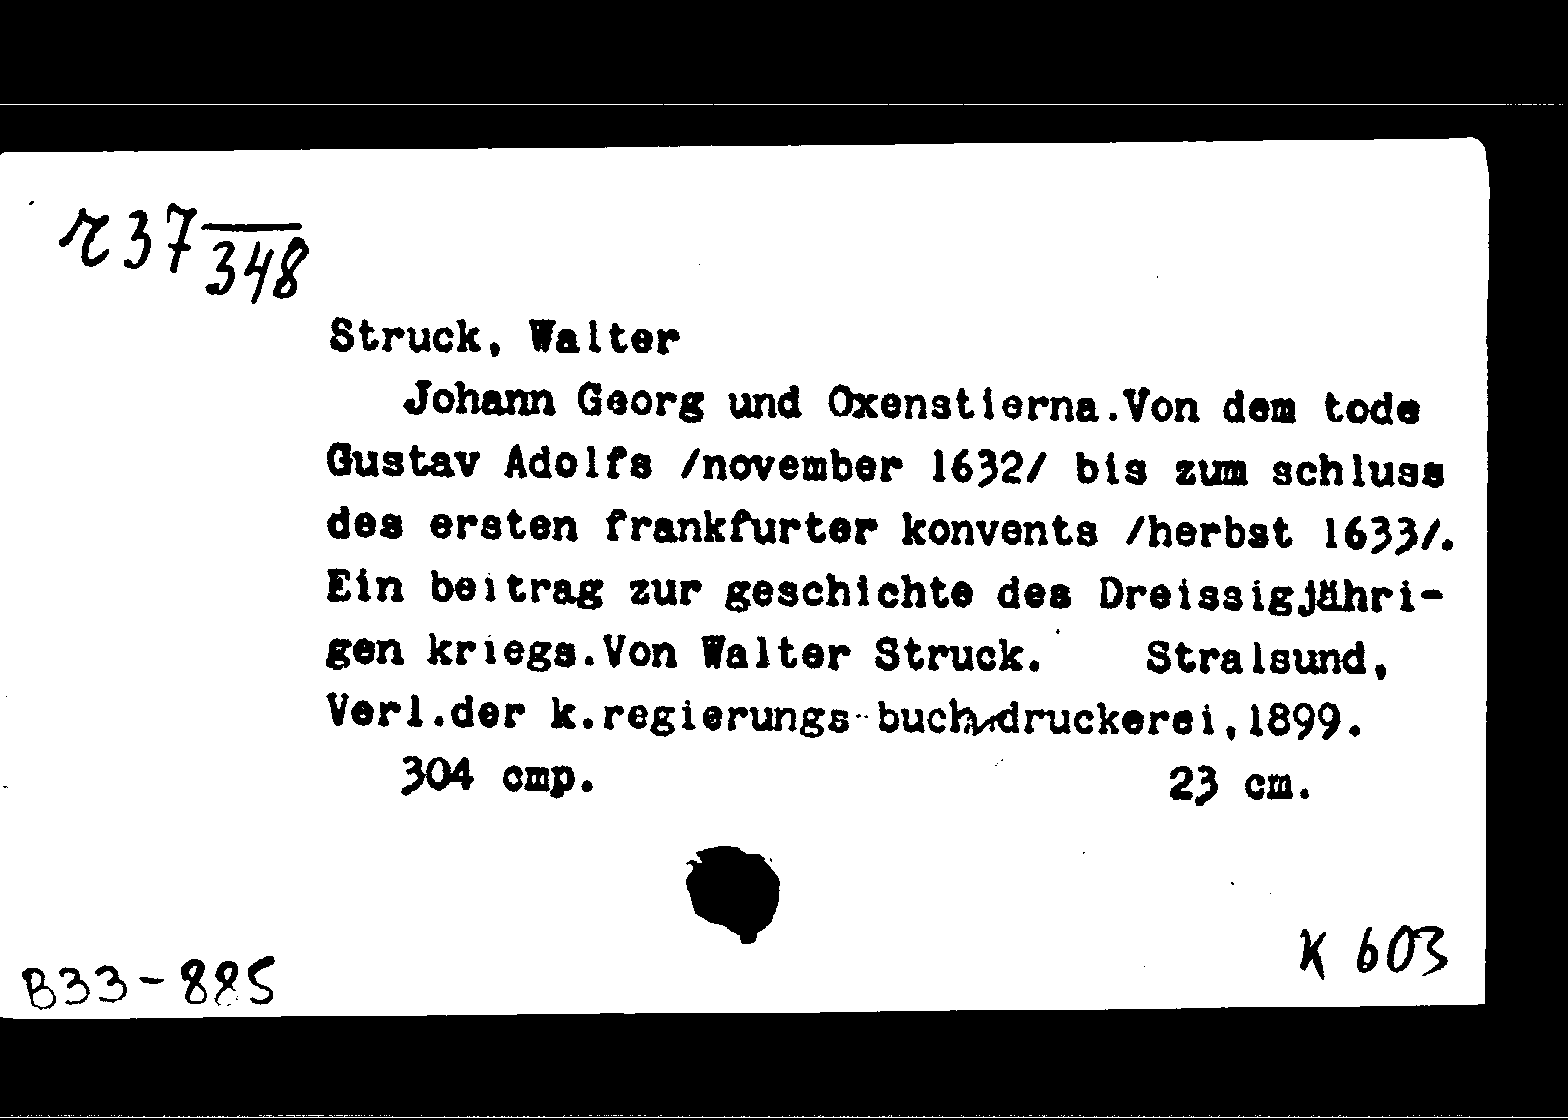 г37 348
Struck, Walter
Johann Georg und Oxenstierna.Von dem tode
Gustav Adolfs /november 1632/ bis zum schluss
des ersten frankfurter konvents /herbst 1633/.
Ein beitrag zur geschichte des Dreissigjähri-
gen kriegs.Von Walter Struck. Stralsund,
Verl.der k.regierungs-buchdruckerei,1899.
304 стр. 23 cm.
K 603
B33-885